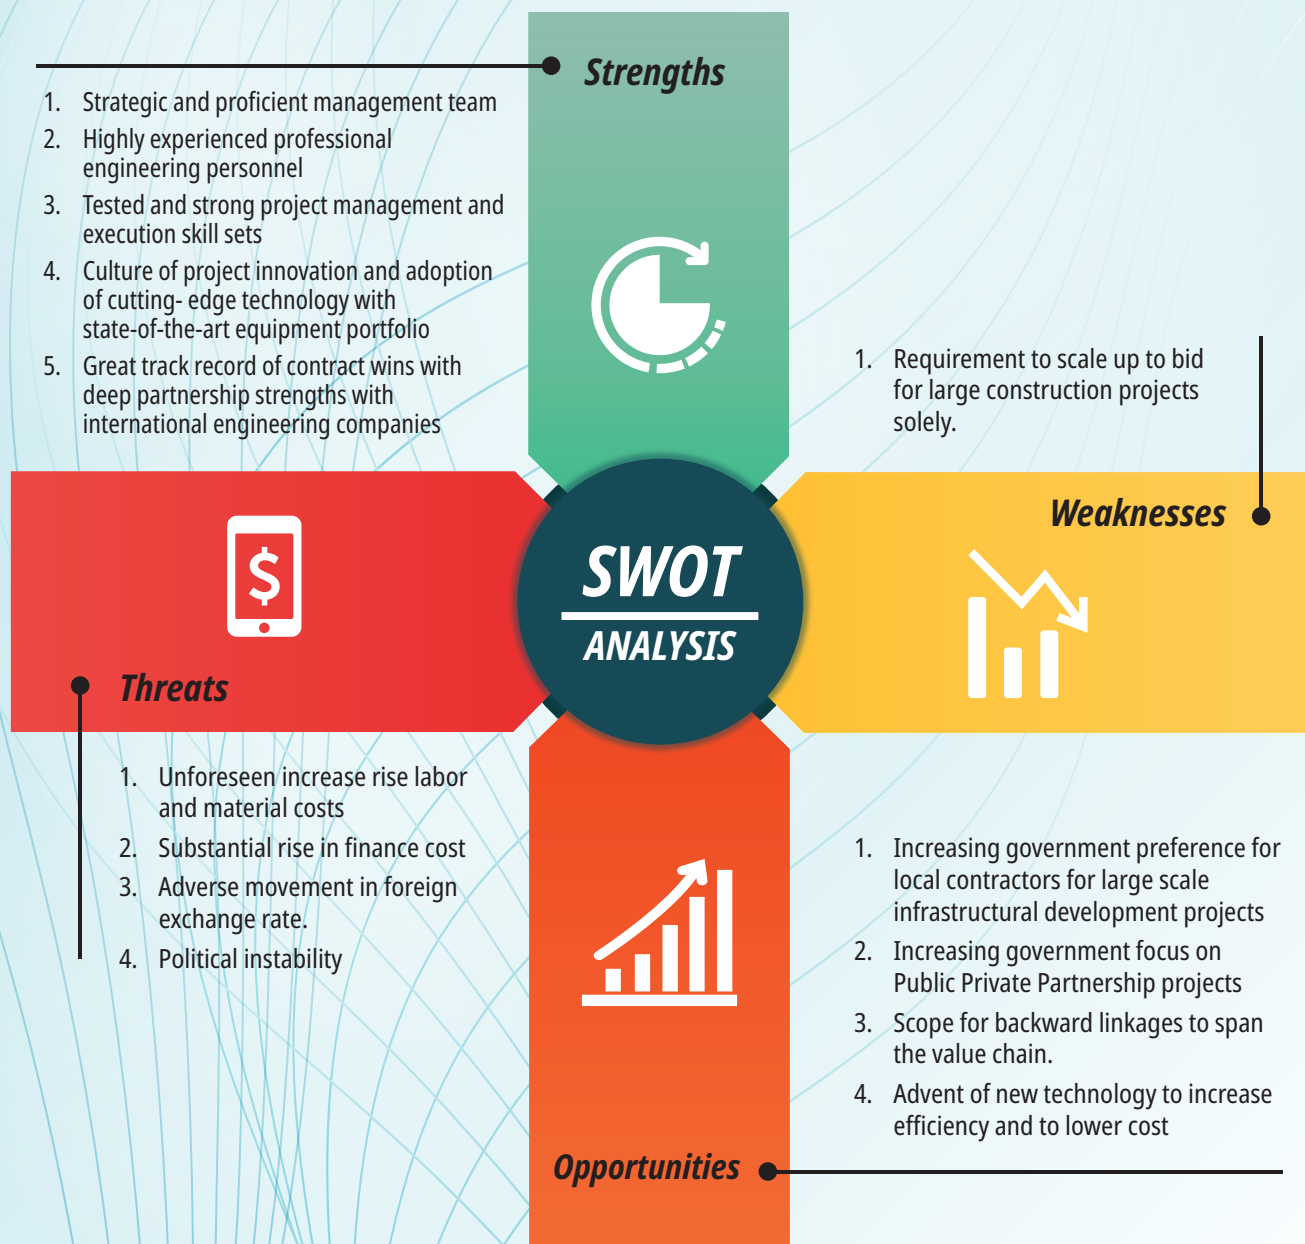 Strengths
1. Strategic and proficient management team
2. Highly experienced professional
engineering personnel
3. Tested and strong project management and
execution skill sets
4. Culture of project innovation and adoption
of cutting- edge technology with
state-of-the-art equipment portfolio
5. Great track record of contract wins with
deep partnership strengths with
international engineering companies
1. Requirement to scale up to bid
for large construction projects
solely.
Weaknesses
SWOT
ANALYSIS
$
Threats
1. Unforeseen increase rise labor
and material costs
2. Substantial rise in finance cost
3. Adverse movement in foreign
exchange rate.
4. Political instability
1. Increasing government preference for
local contractors for large scale
infrastructural development projects
2. Increasing government focus on
Public Private Partnership projects
3. Scope for backward linkages to span
the value chain.
4. Advent of new technology to increase
efficiency and to lower cost
Opportunities